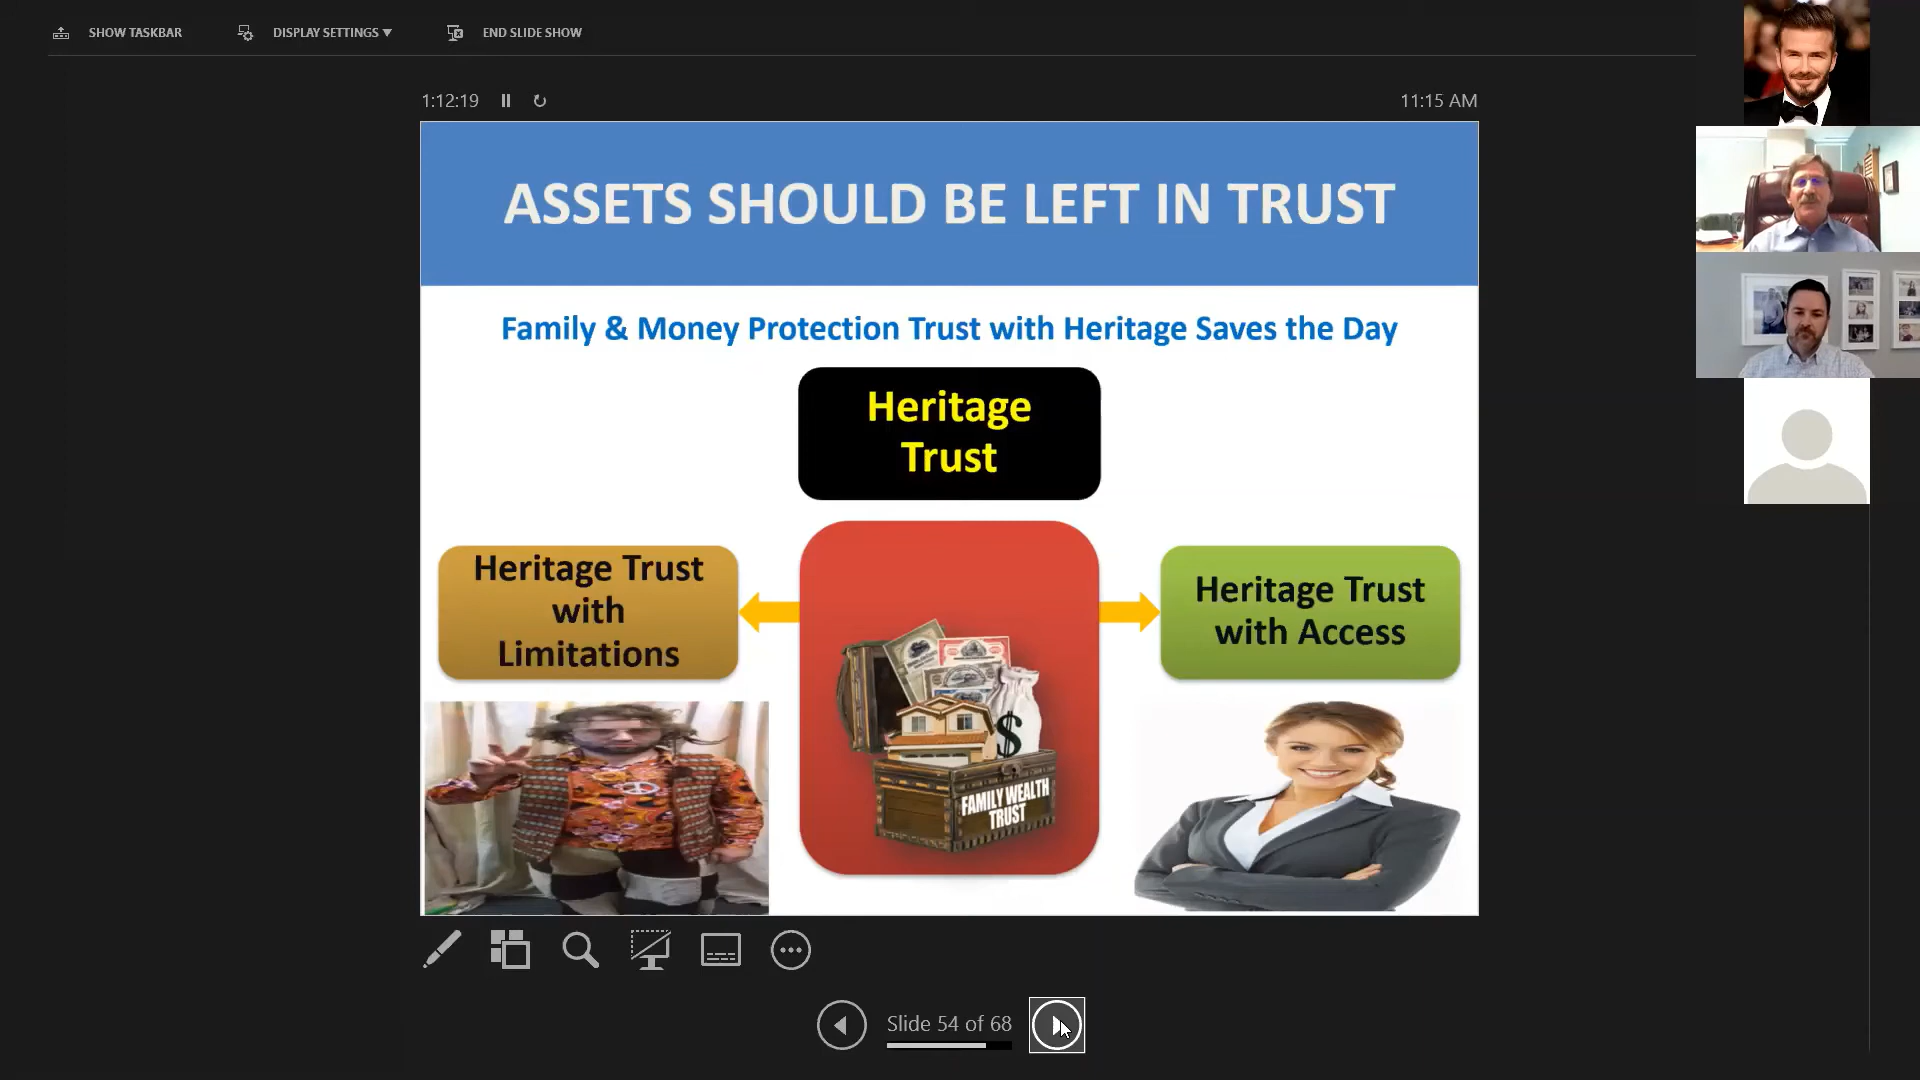 SHOW TASKBAR
DISPLAY SETTINGS ▼
END SLIDE SHOW
1:12:19
11:15 AM
ASSETS SHOULD BE LEFT IN TRUST
Family & Money Protection Trust with Heritage Saves the Day
Heritage
Trust
Heritage Trust
with
Limitations
Heritage Trust
with Access
$
FAMILY WEALTH
TRUST
Slide 54 of 68